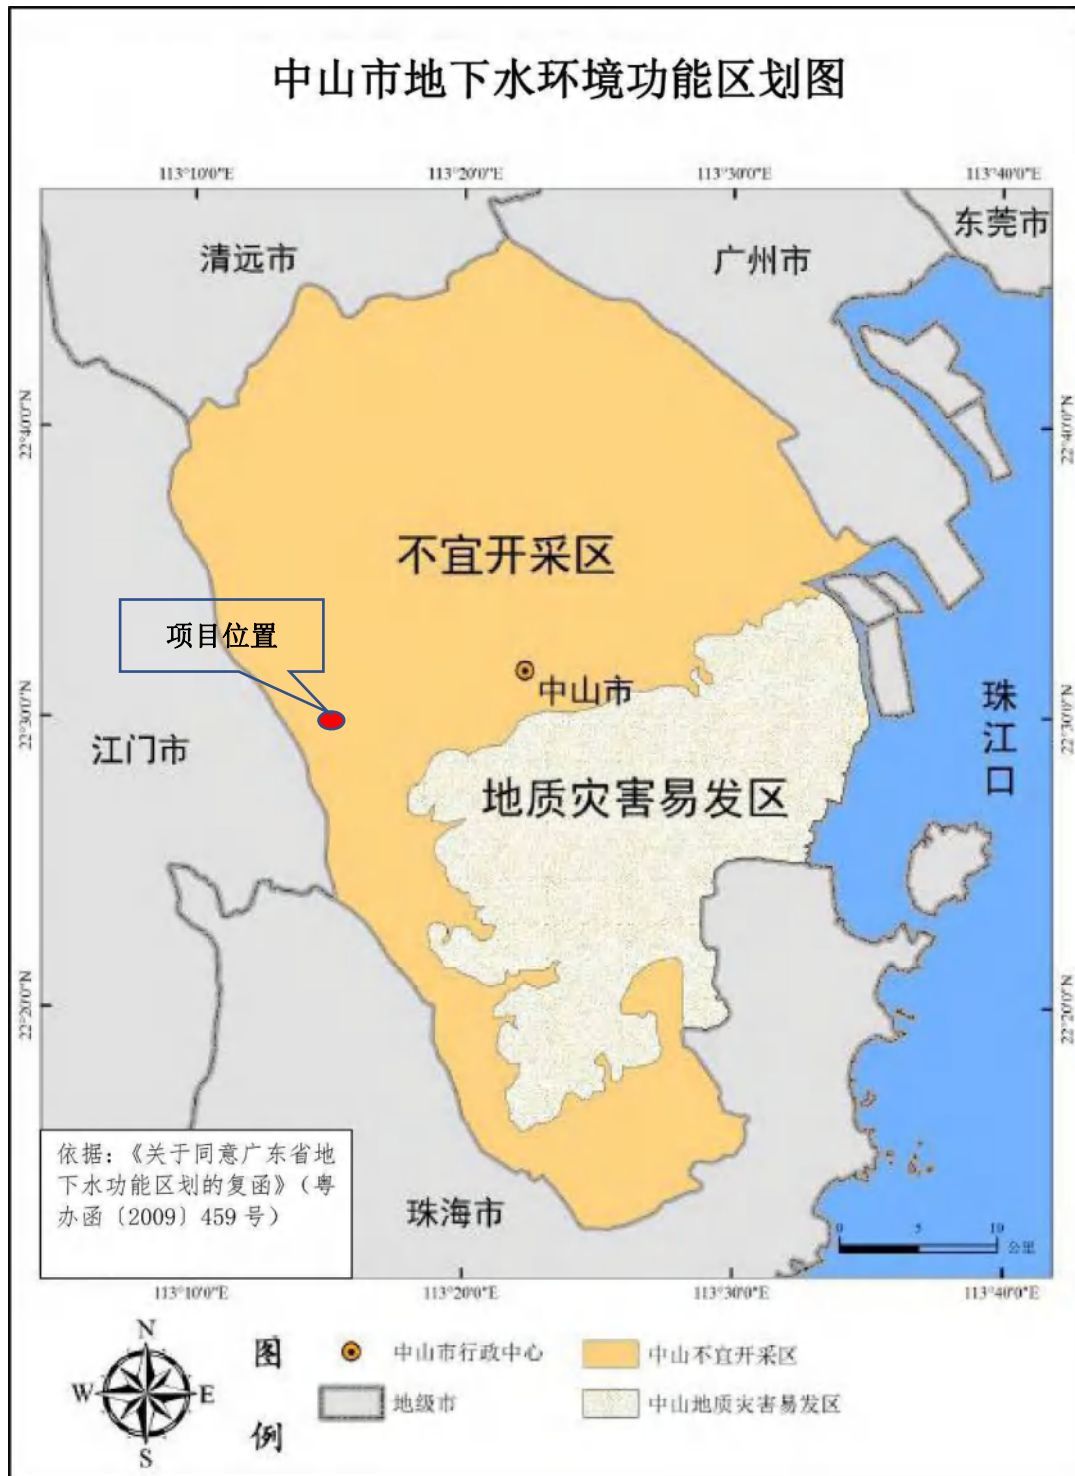 中山市地下水环境功能区划图
113°10'0"E
113°20'0"E
113°30'0"E
113°40'0"E
东莞市
清远市
广州市
22°40'0"N
22°40'0"N
不宜开采区
项目位置
中山市
22°30'0"N
22°30'0"N
江门市
珠江口
地质灾害易发区
22°20'0"N
22°20'0"N
依据：《关于同意广东省地
下水功能区划的复函》（粤
办函〔2009〕459号）
珠海市
0 5 10
公里
113°10'0"E
113°20'0"E
113°30'0"E
113°40'0"E
N
W
E
S
图例
中山市行政中心
中山不宜开采区
地级市
中山地质灾害易发区